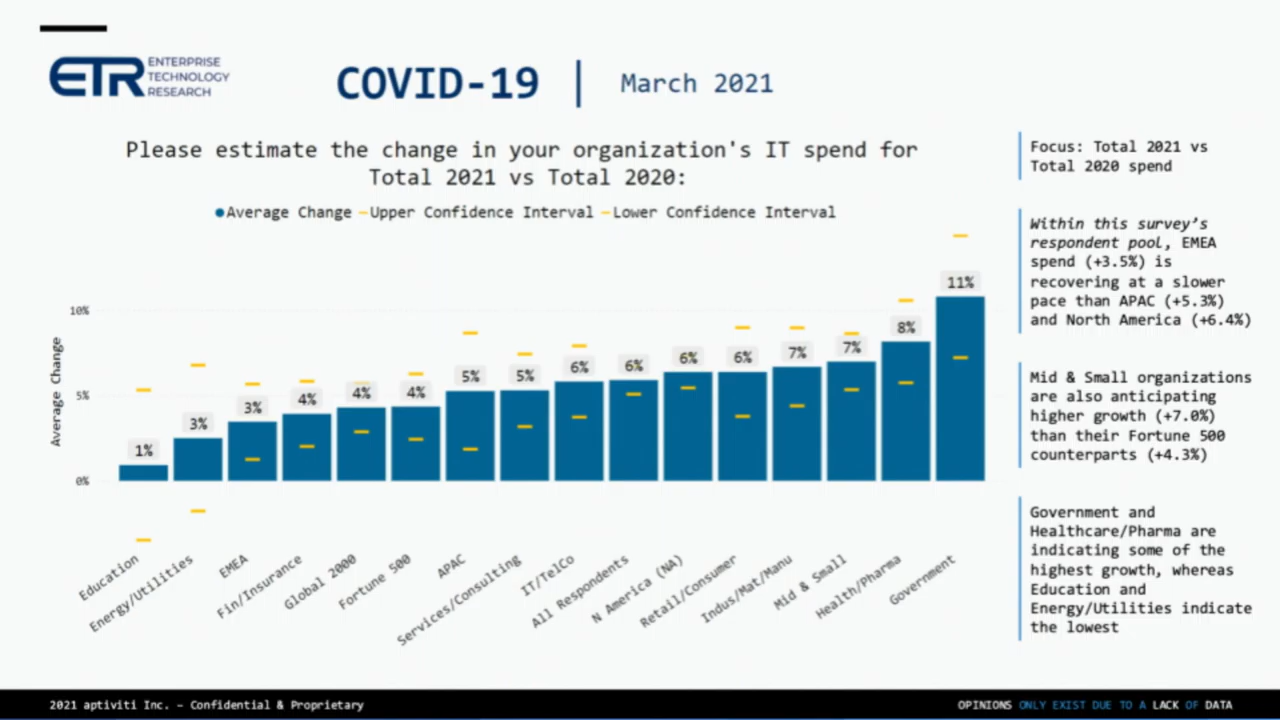 ETR ENTERPRISE
TECHNOLOGY
RESEARCH
COVID-19 | March 2021
Please estimate the change in your organization's IT spend for
Total 2021 vs Total 2020:
Average Change Upper Confidence Interval Lower Confidence Interval
Average Change
10%
5%
0%
1%
3%
3%
4%
4%
4%
5%
5%
6%
6%
6%
6%
7%
7%
8%
11%
Education
Energy/Utilities
EMEA
Fin/Insurance
Global 2000
Fortune 500
APAC
Services/Consulting
IT/TelCo
All Respondents
N America (NA)
Retail/Consumer
Indus/Mat/Manu
Mid & Small
Health/Pharma
Government
Focus: Total 2021 vs
Total 2020 spend
Within this survey's
respondent pool, EMEA
spend (+3.5%) is
recovering at a slower
pace than APAC (+5.3%)
and North America (+6.4%)
Mid & Small organizations
are also anticipating
higher growth (+7.0%)
than their Fortune 500
counterparts (+4.3%)
Government and
Healthcare/Pharma are
indicating some of the
highest growth, whereas
Education and
Energy/Utilities indicate
the lowest
2021 aptiviti Inc. – Confidential & Proprietary
OPINIONS ONLY EXIST DUE TO A LACK OF DATA